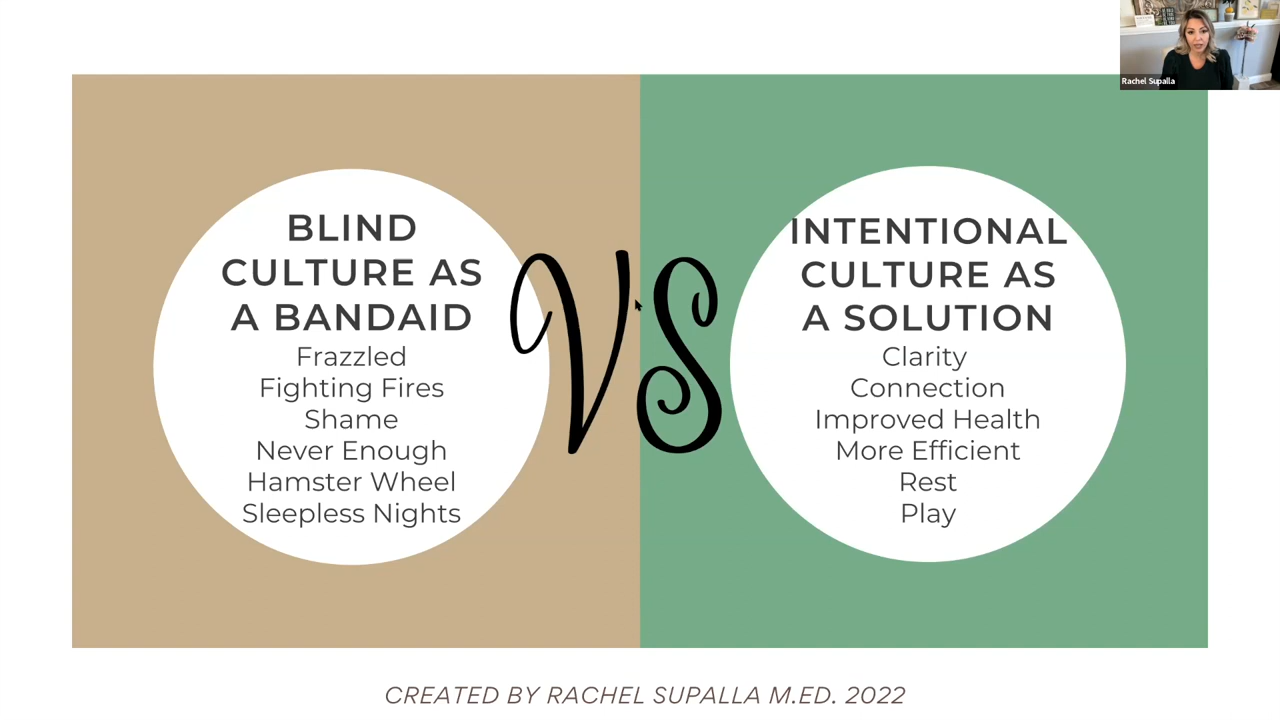 Rachel Supalla
BLIND
CULTURE AS
A BANDAID
Frazzled
Fighting Fires
Shame
Never Enough
Hamster Wheel
Sleepless Nights
VS
INTENTIONAL
CULTURE AS
A SOLUTION
Clarity
Connection
Improved Health
More Efficient
Rest
Play
CREATED BY RACHEL SUPALLA M.ED. 2022